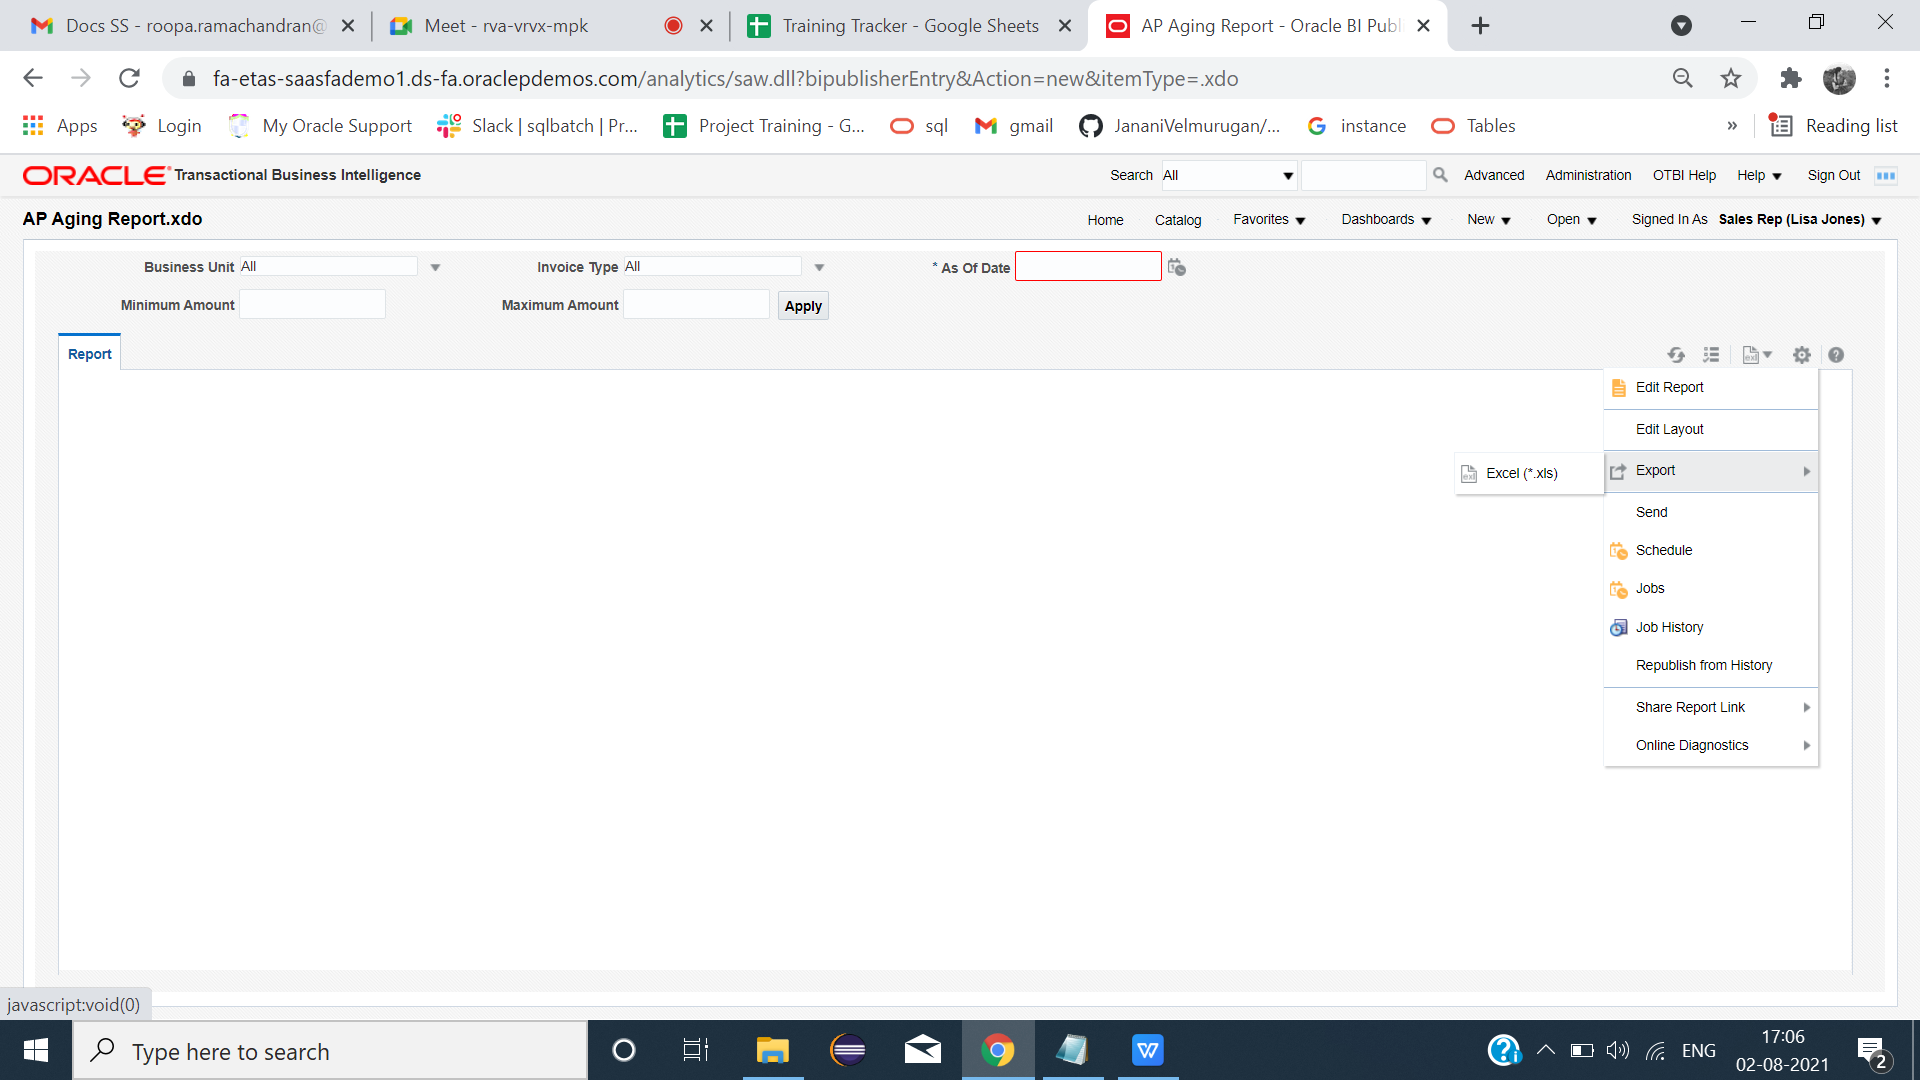 Docs SS - roopa.ramachandran@
Meet - rva-vrvx-mpk
Training Tracker - Google Sheets
AP Aging Report - Oracle BI Publ
fa-etas-saasfademo1.ds-fa.oraclepdemos.com/analytics/saw.dll?bipublisherEntry&Action=new&itemType=.xdo
Apps Login My Oracle Support Slack | sqlbatch | Pr... Project Training - G... sql gmail JananiVelmurugan/... instance Tables » Reading list
ORACLE Transactional Business Intelligence Search All Advanced Administration OTBI Help Help Sign Out
AP Aging Report.xdo Home Catalog Favorites Dashboards New Open Signed In As Sales Rep (Lisa Jones)
Business Unit All Invoice Type All * As Of Date
Minimum Amount Maximum Amount Apply
Report
Edit Report
Edit Layout
Excel (*.xls) Export
Send
Schedule
Jobs
Job History
Republish from History
Share Report Link
Online Diagnostics
javascript:void(0)
Type here to search
ENG
17:06
02-08-2021
2